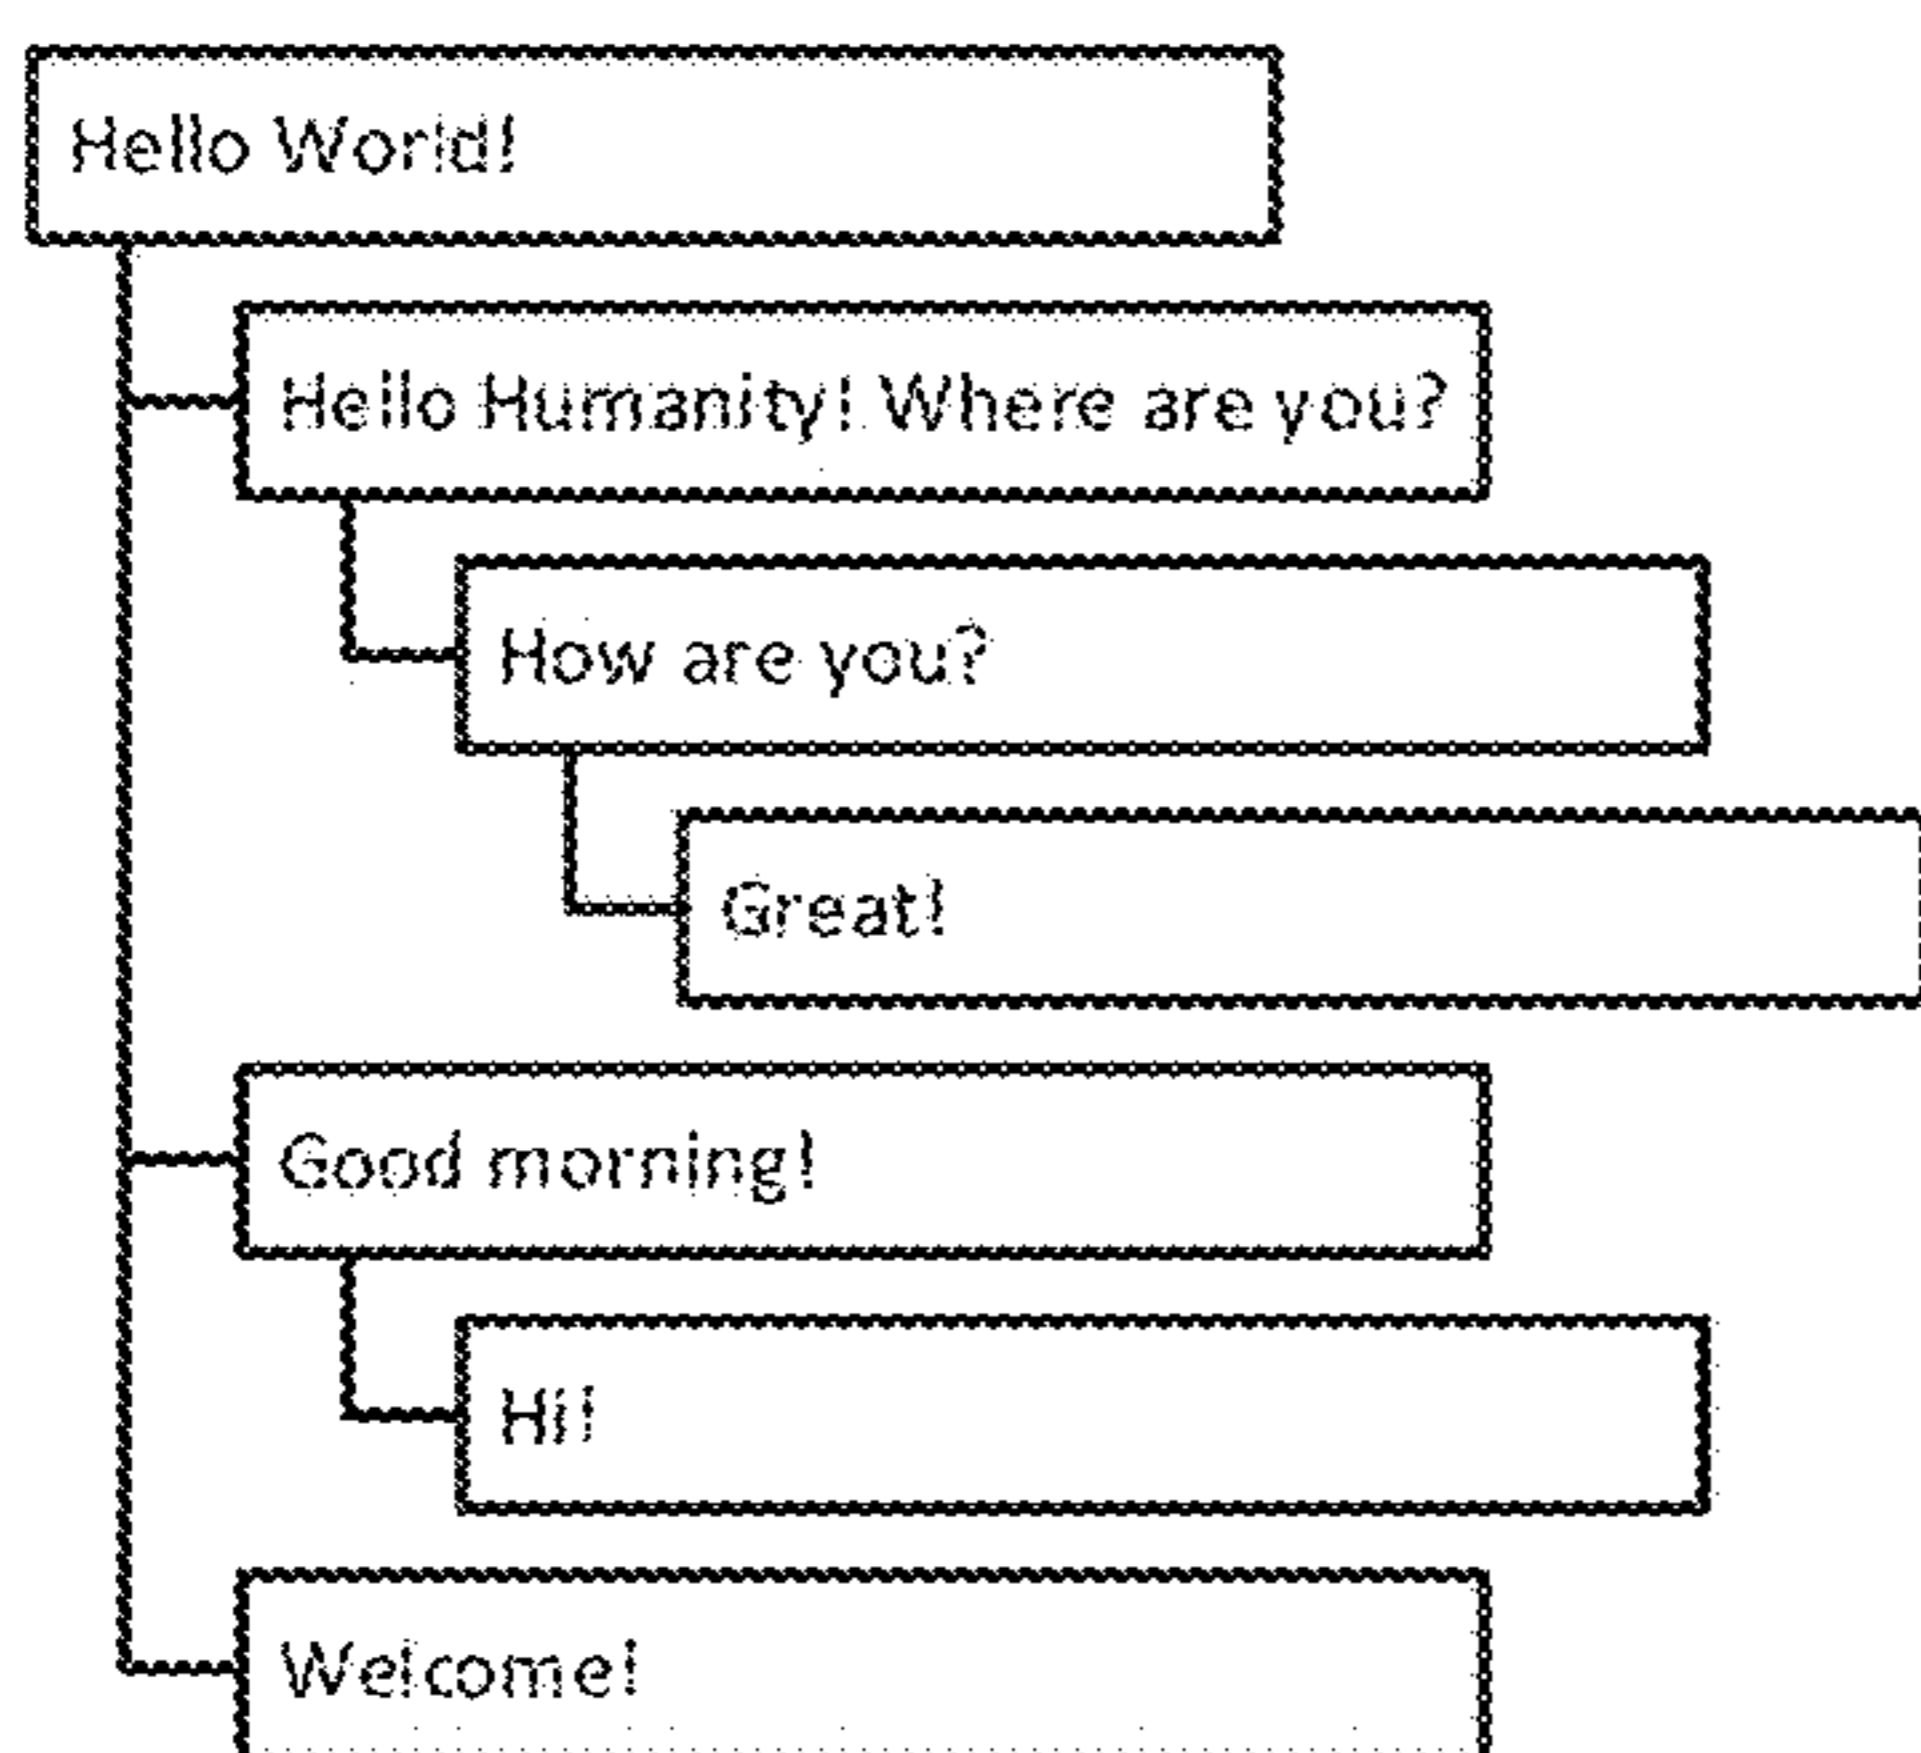 Hello World!
Hello Humanity! Where are you?
How are you?
Great!
Good morning!
Hi!
Welcome!